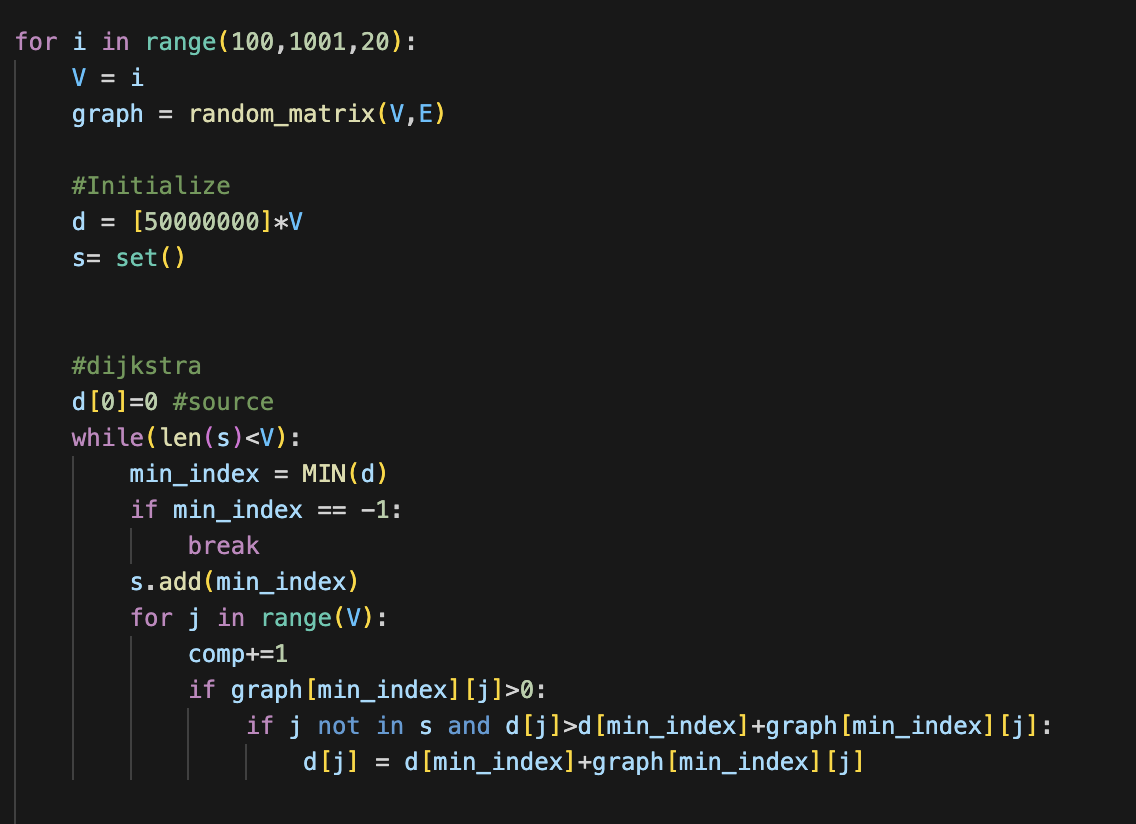 for i in range(100,1001,20):
    V = i
    graph = random_matrix(V,E)
    #Initialize
    d = [50000000]*V
    s= set()
    #dijkstra
    d[0]=0 #source
    while(len(s)<V):
        min_index = MIN(d)
        if min_index == -1:
            break
        s.add(min_index)
        for j in range(V):
            comp+=1
            if graph[min_index][j]>0:
                if j not in s and d[j]>d[min_index]+graph[min_index][j]:
                    d[j] = d[min_index]+graph[min_index][j]